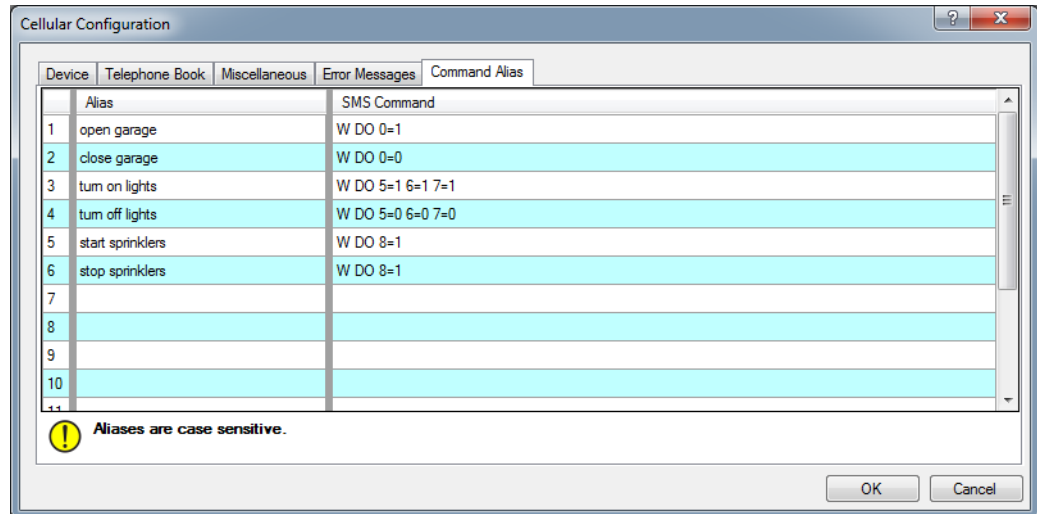 Cellular Configuration
Device Telephone Book Miscellaneous Error Messages Command Alias
Alias SMS Command
1 open garage W DO 0=1
2 close garage W DO 0=0
3 turn on lights W DO 5=1 6=1 7=1
4 turn off lights W DO 5=0 6=0 7=0
5 start sprinklers W DO 8=1
6 stop sprinklers W DO 8=1
7
8
9
10
11
Aliases are case sensitive.
OK Cancel